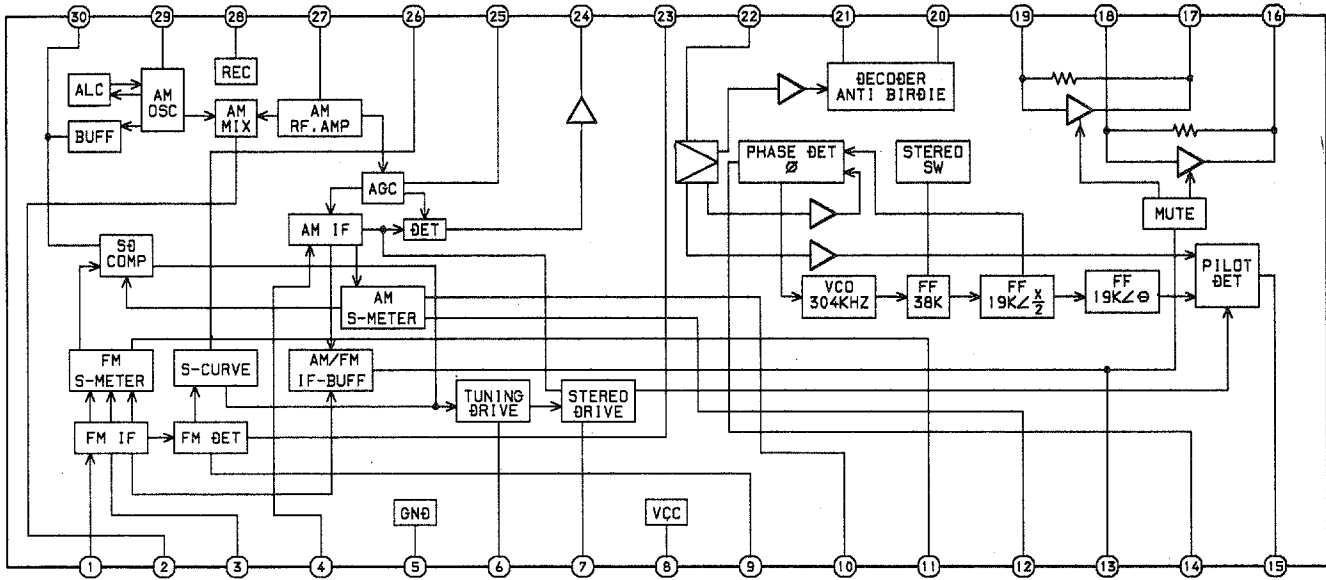 30 29 28 27 26 25 24 23 22 21 20 19 18 17 16
REC
ALC
AM
OSC
BUFF
AM
MIX
AM
RF.AMP
AGC
AM IF
DET
SD
COMP
AM
S-METER
FM
S-METER
S-CURVE
AM/FM
IF-BUFF
TUNING
DRIVE
STEREO
DRIVE
FM IF
FM DET
GND
VCC
DECODER
ANTI BIRDIE
PHASE DET
Ø
STEREO
SW
MUTE
VCO
304KHZ
FF
38K
FF
19K∠X/2
FF
19K∠Θ
PILOT
DET
1 2 3 4 5 6 7 8 9 10 11 12 13 14 15